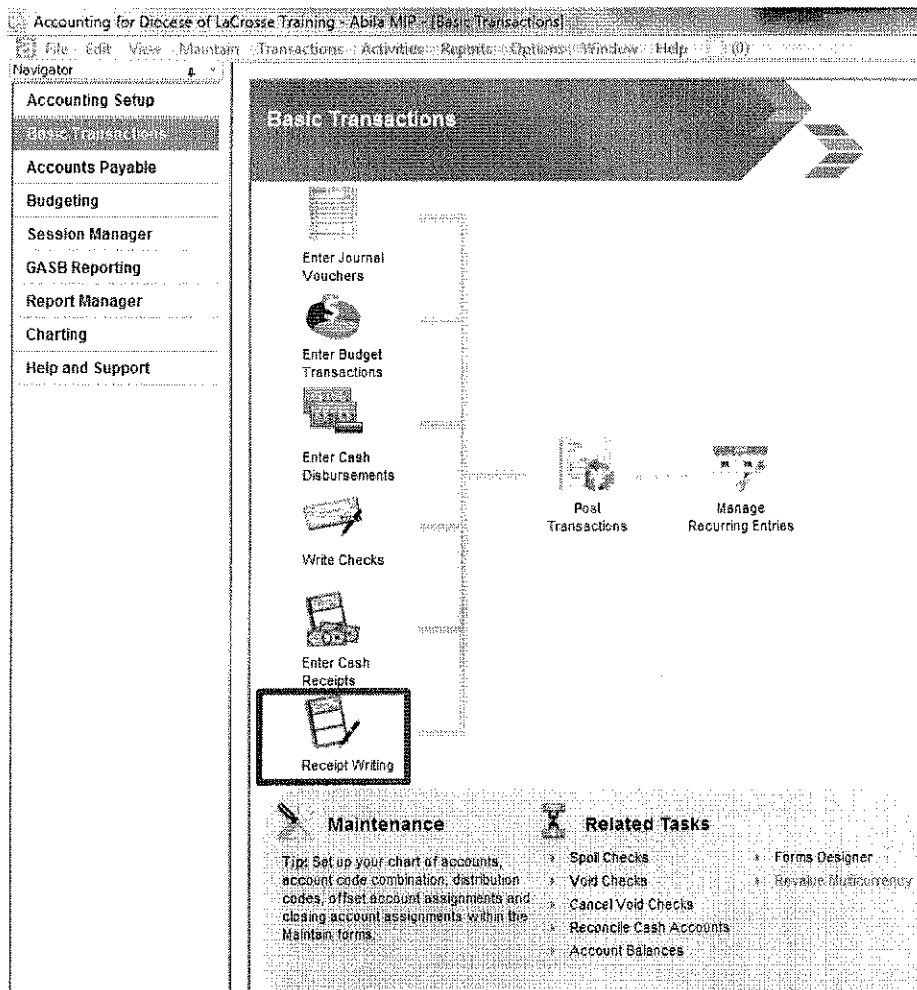 Accounting for Diocese of LaCrosse Training - Abila MIP - [Basic Transactions]
File Edit View Maintain Transactions Activities Reports Options Window Help (0)
Navigator
Accounting Setup
Basic Transactions
Accounts Payable
Budgeting
Session Manager
GASB Reporting
Report Manager
Charting
Help and Support
Basic Transactions
Enter Journal
Vouchers
Enter Budget
Transactions
Enter Cash
Disbursements
Write Checks
Enter Cash
Receipts
Receipt Writing
Post
Transactions
Manage
Recurring Entries
Maintenance
Tip: Set up your chart of accounts,
account code combination, distribution
codes, offset account assignments and
closing account assignments within the
Maintain forms.
Related Tasks
Spoil Checks
Void Checks
Cancel Void Checks
Reconcile Cash Accounts
Account Balances
Forms Designer
Revalue Multicurrency